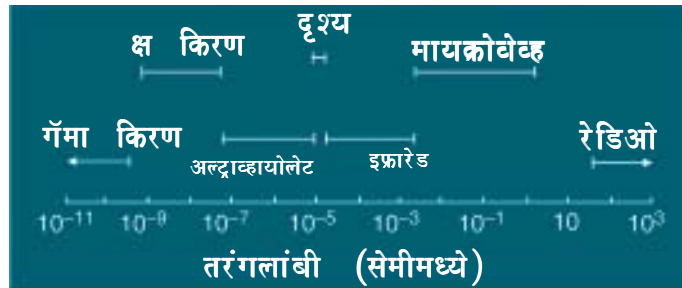 दृश्य
क्ष किरण मायक्रोवेव्ह
गॅमा किरण रेडिओ
अल्ट्राव्हायोलेट इफ्रारेड
10⁻¹¹ 10⁻⁹ 10⁻⁷ 10⁻⁵ 10⁻³ 10⁻¹ 10 10³
तरंगलांबी (सेमीमध्ये)